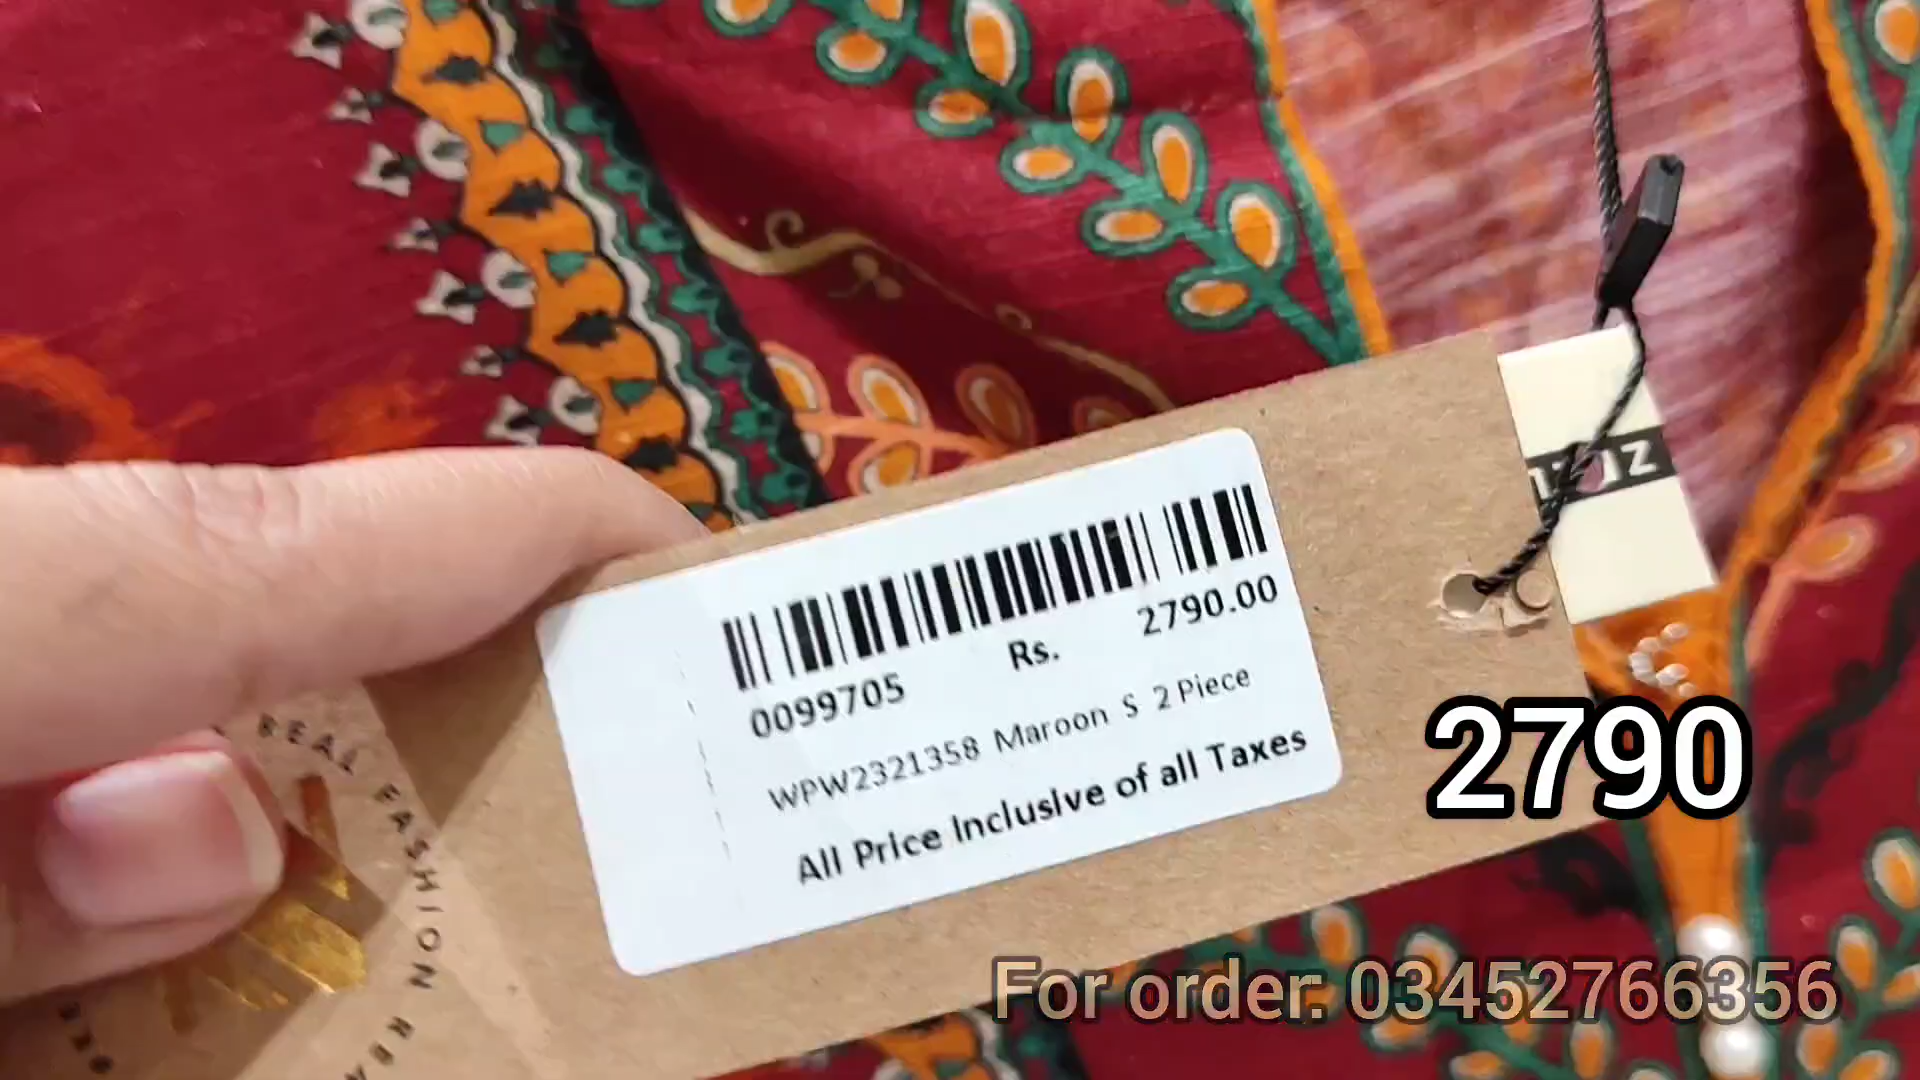 0099705 Rs. 2790.00
WPW2321358 Maroon S 2 Piece
All Price Inclusive of all Taxes
2790
REAL FASHION
For order: 03452766356